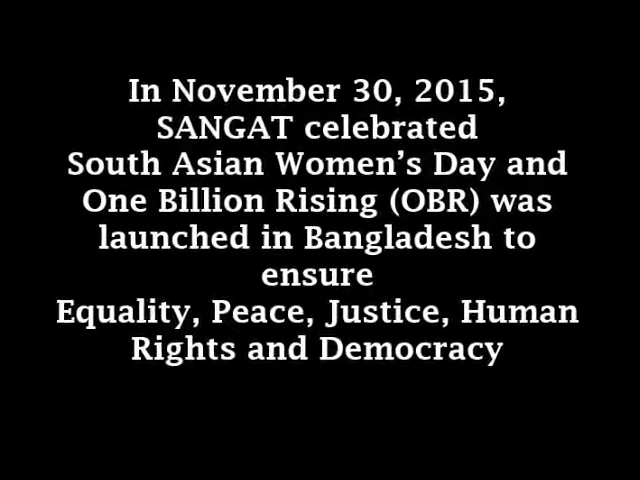 In November 30, 2015,
SANGAT celebrated
South Asian Women’s Day and
One Billion Rising (OBR) was
launched in Bangladesh to
ensure
Equality, Peace, Justice, Human
Rights and Democracy